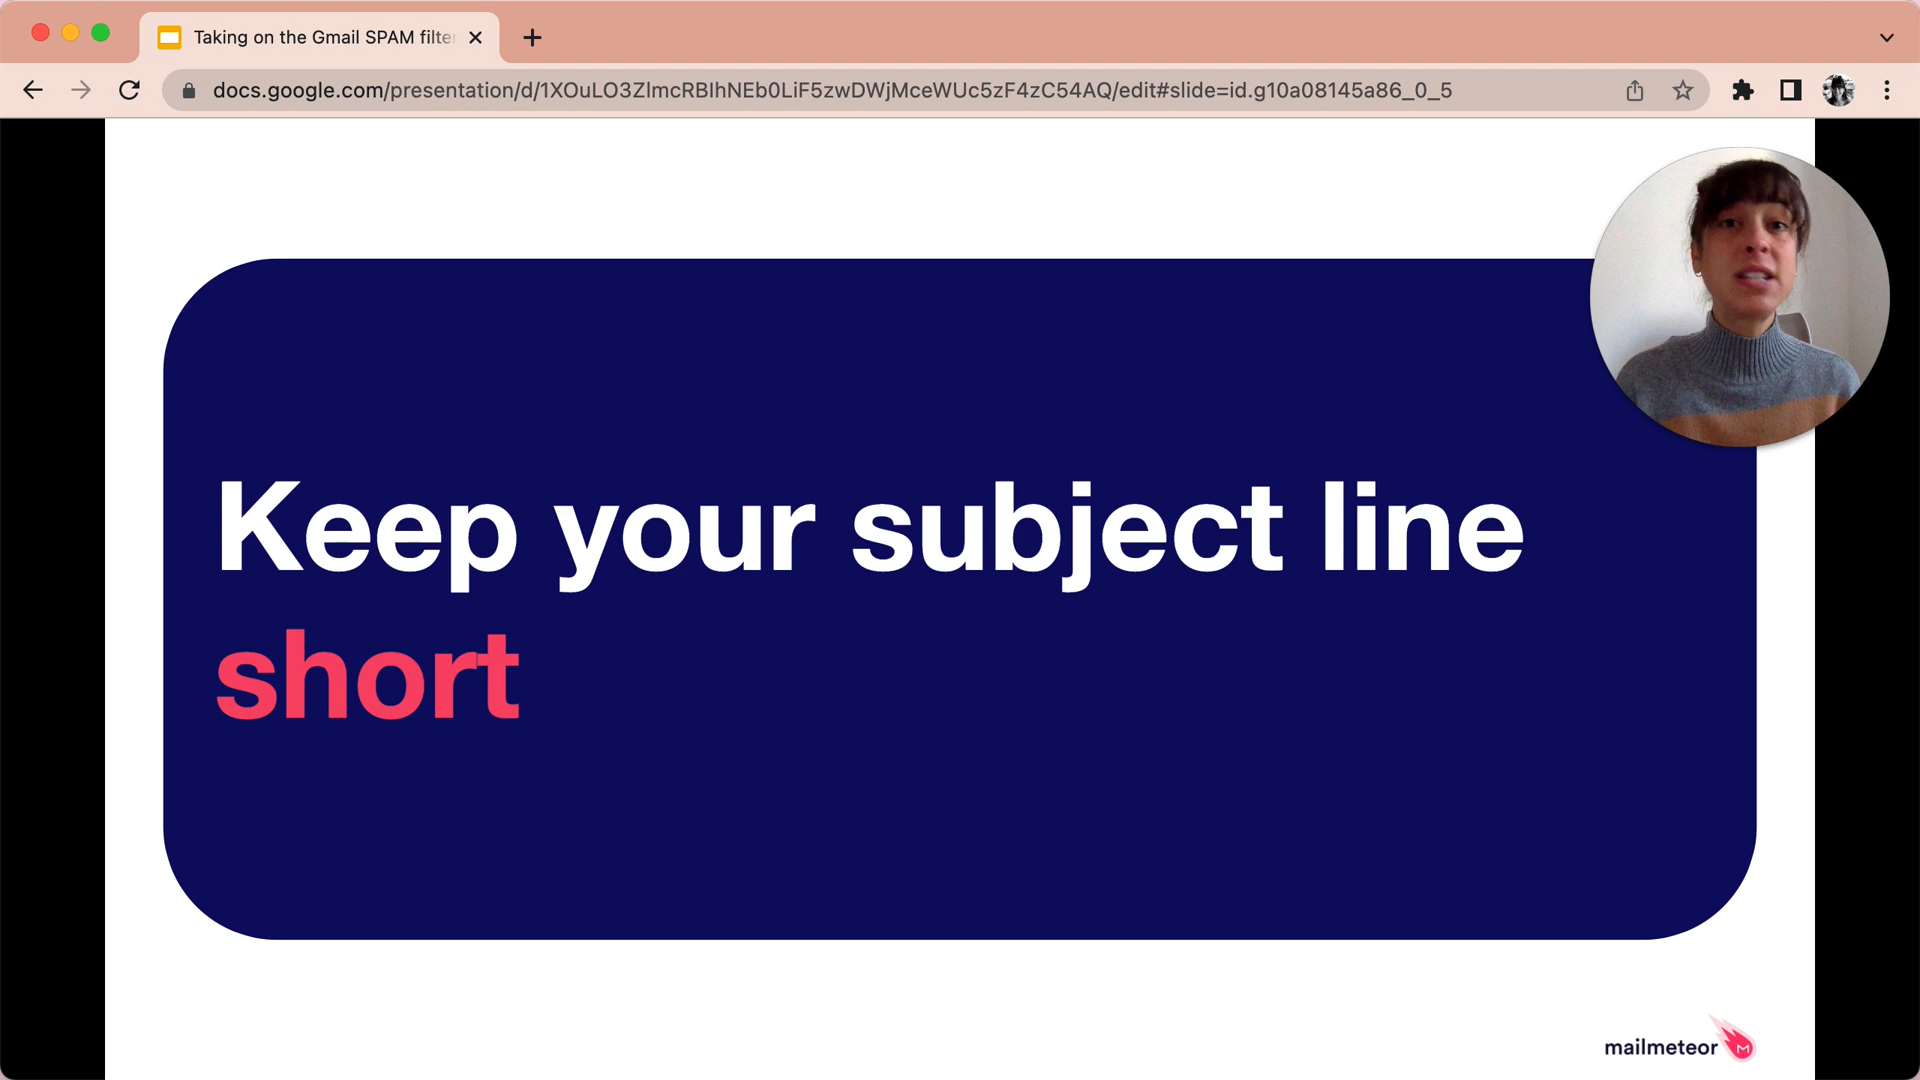 Taking on the Gmail SPAM filte
docs.google.com/presentation/d/1XOuLO3ZlmcRBIhNEb0LiF5zwDWjMceWUc5zF4zC54AQ/edit#slide=id.g10a08145a86_0_5
Keep your subject line
short
mailmeteor